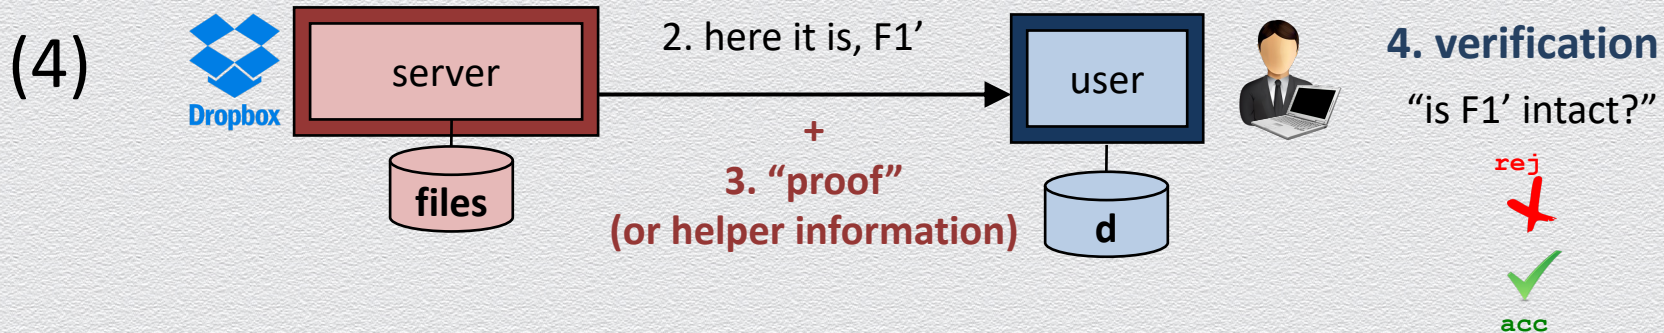 (4)
Dropbox
server
files
2. here it is, F1’
+
3. “proof”
(or helper information)
user
d
4. verification
“is F1’ intact?”
rej
acc